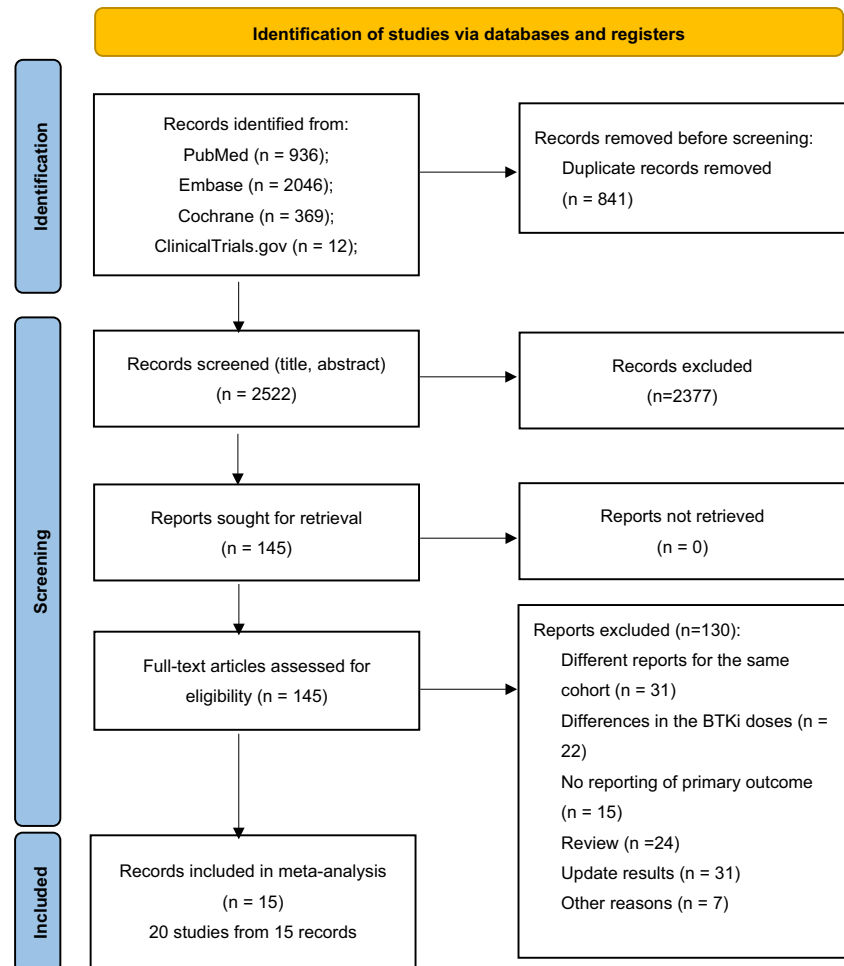 Identification of studies via databases and registers
Identification
Records identified from:
PubMed (n = 936);
Embase (n = 2046);
Cochrane (n = 369);
ClinicalTrials.gov (n = 12);
Records removed before screening:
Duplicate records removed
(n = 841)
Screening
Records screened (title, abstract)
(n = 2522)
Records excluded
(n=2377)
Reports sought for retrieval
(n = 145)
Reports not retrieved
(n = 0)
Full-text articles assessed for
eligibility (n = 145)
Reports excluded (n=130):
Different reports for the same
cohort (n = 31)
Differences in the BTKi doses (n =
22)
No reporting of primary outcome
(n = 15)
Review (n =24)
Update results (n = 31)
Other reasons (n = 7)
Included
Records included in meta-analysis
(n = 15)
20 studies from 15 records